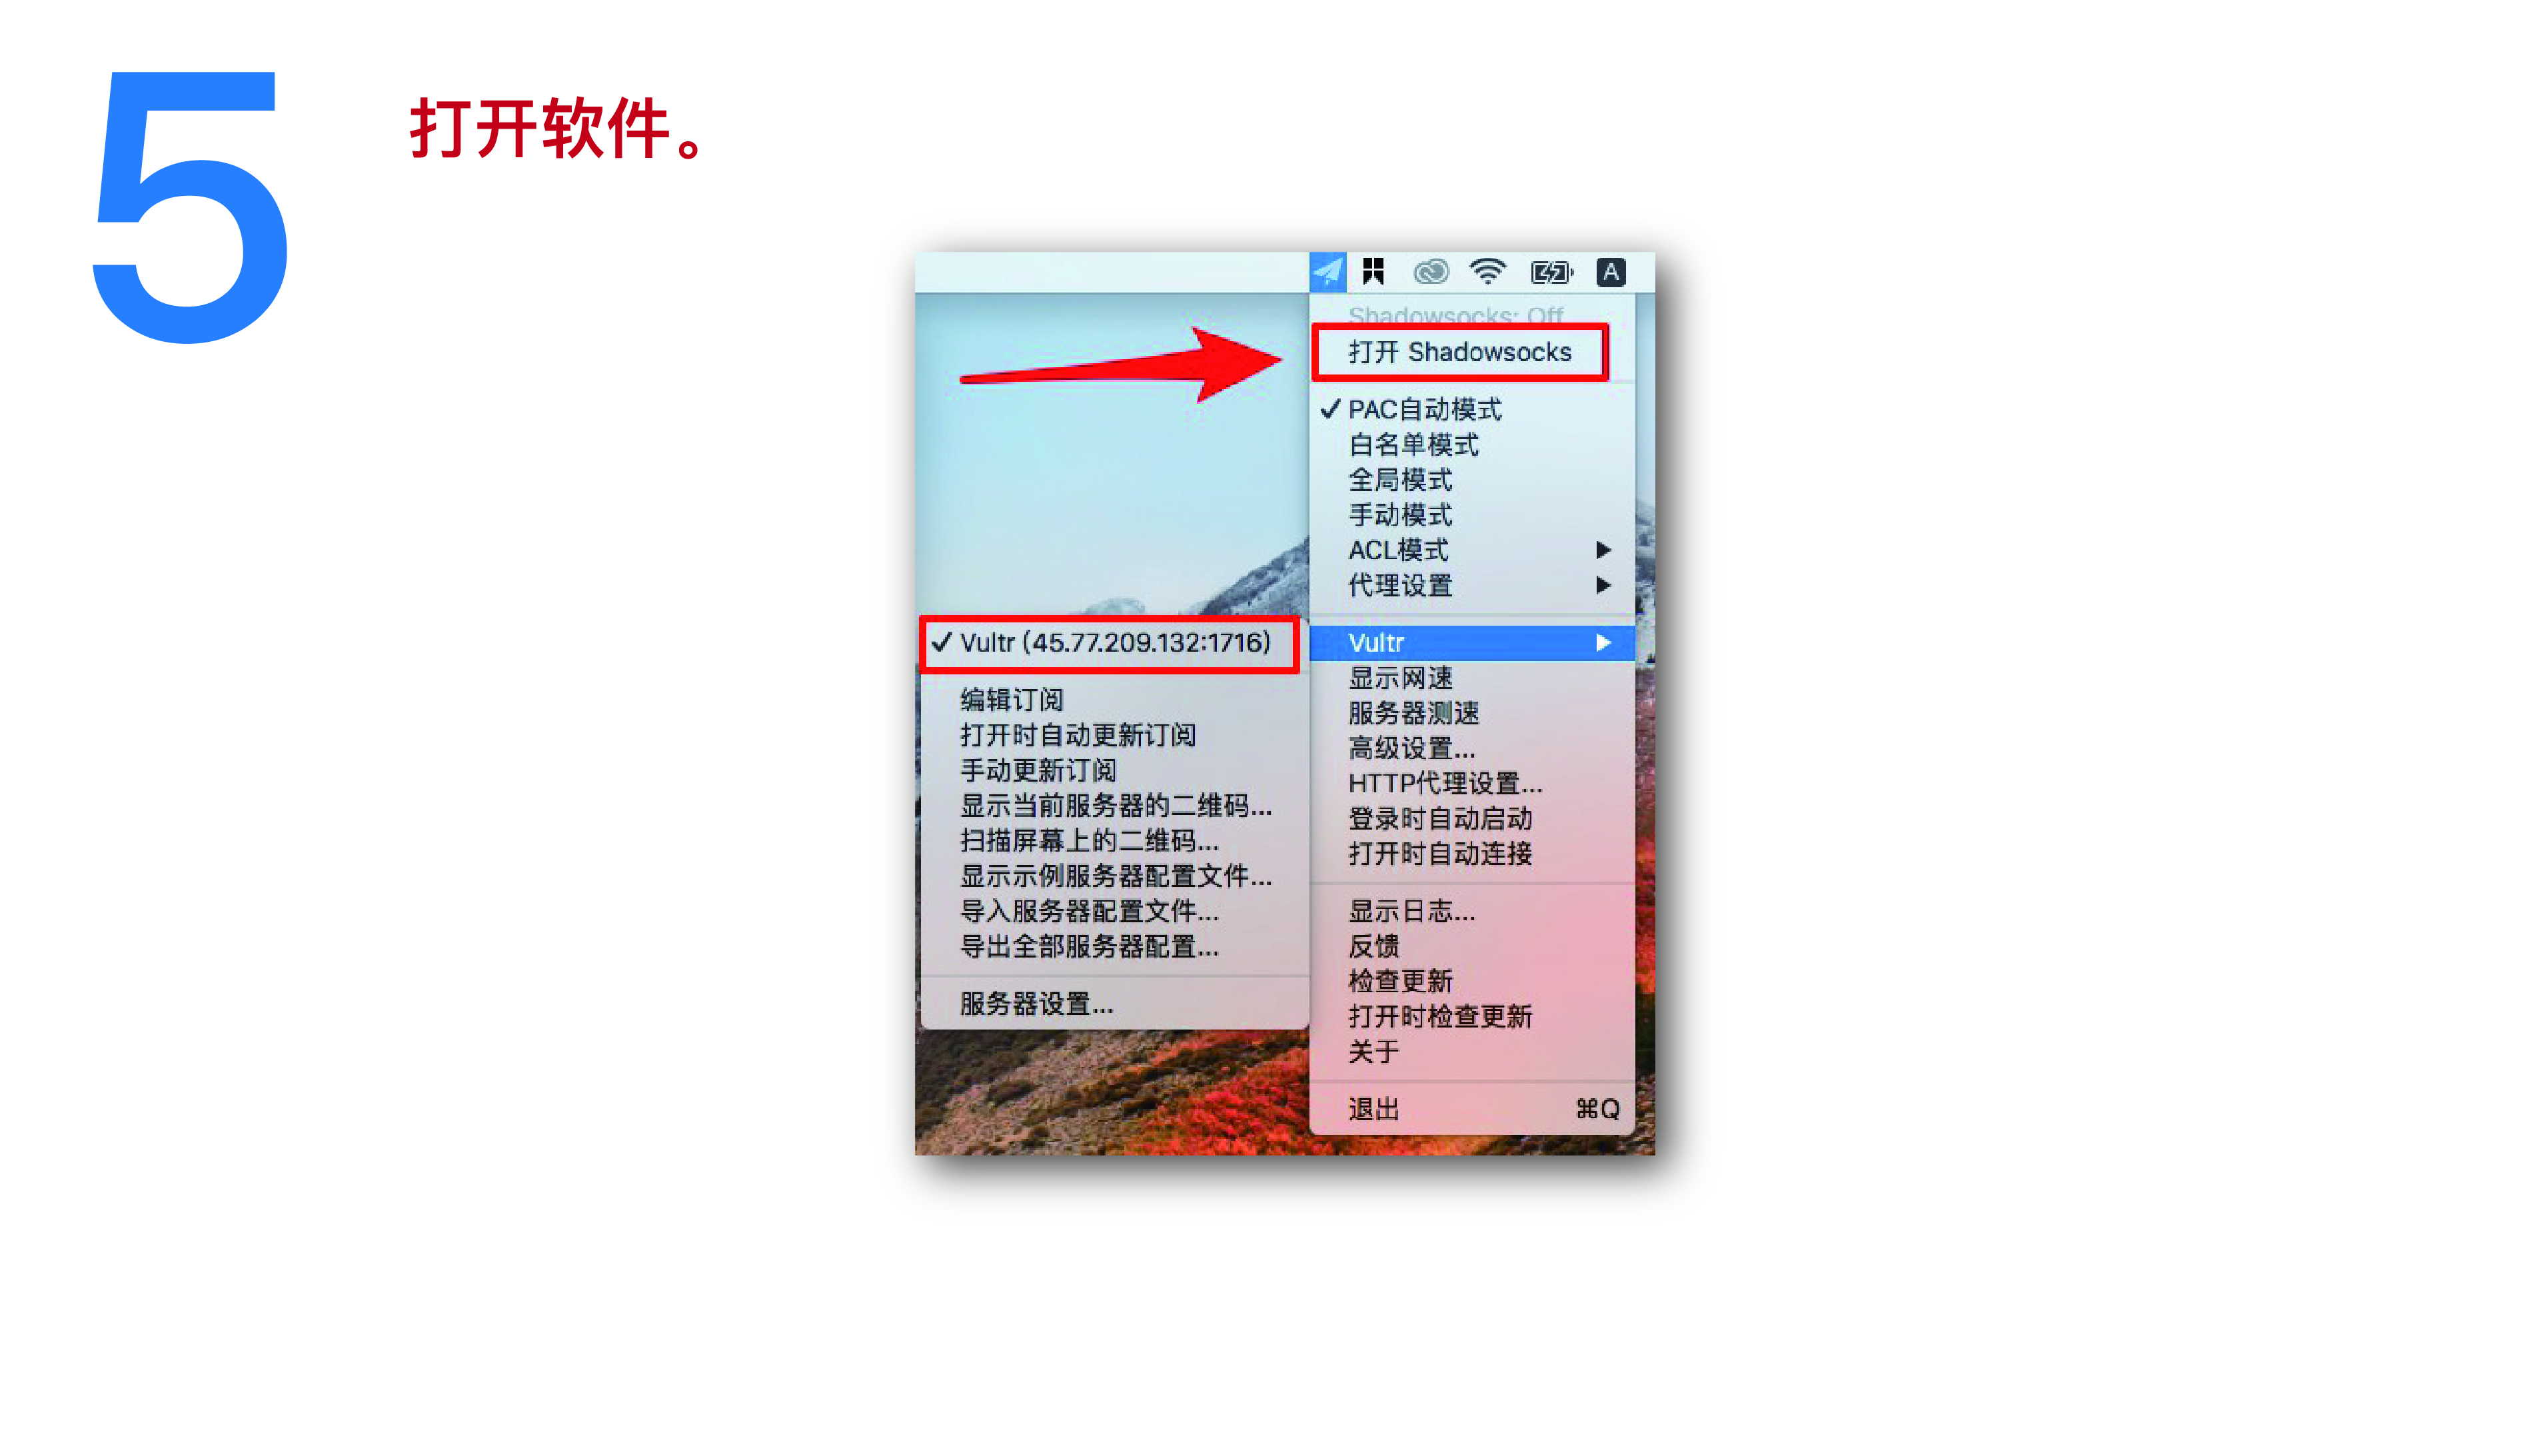 5
打开软件。
A
Shadowsocks: Off
打开 Shadowsocks
✓ PAC自动模式
白名单模式
全局模式
手动模式
ACL模式
代理设置
Vultr
显示网速
服务器测速
高级设置...
HTTP代理设置...
登录时自动启动
打开时自动连接
显示日志...
反馈
检查更新
打开时检查更新
关于
退出 ⌘Q
✓ Vultr (45.77.209.132:1716)
编辑订阅
打开时自动更新订阅
手动更新订阅
显示当前服务器的二维码...
扫描屏幕上的二维码...
显示示例服务器配置文件...
导入服务器配置文件...
导出全部服务器配置...
服务器设置...